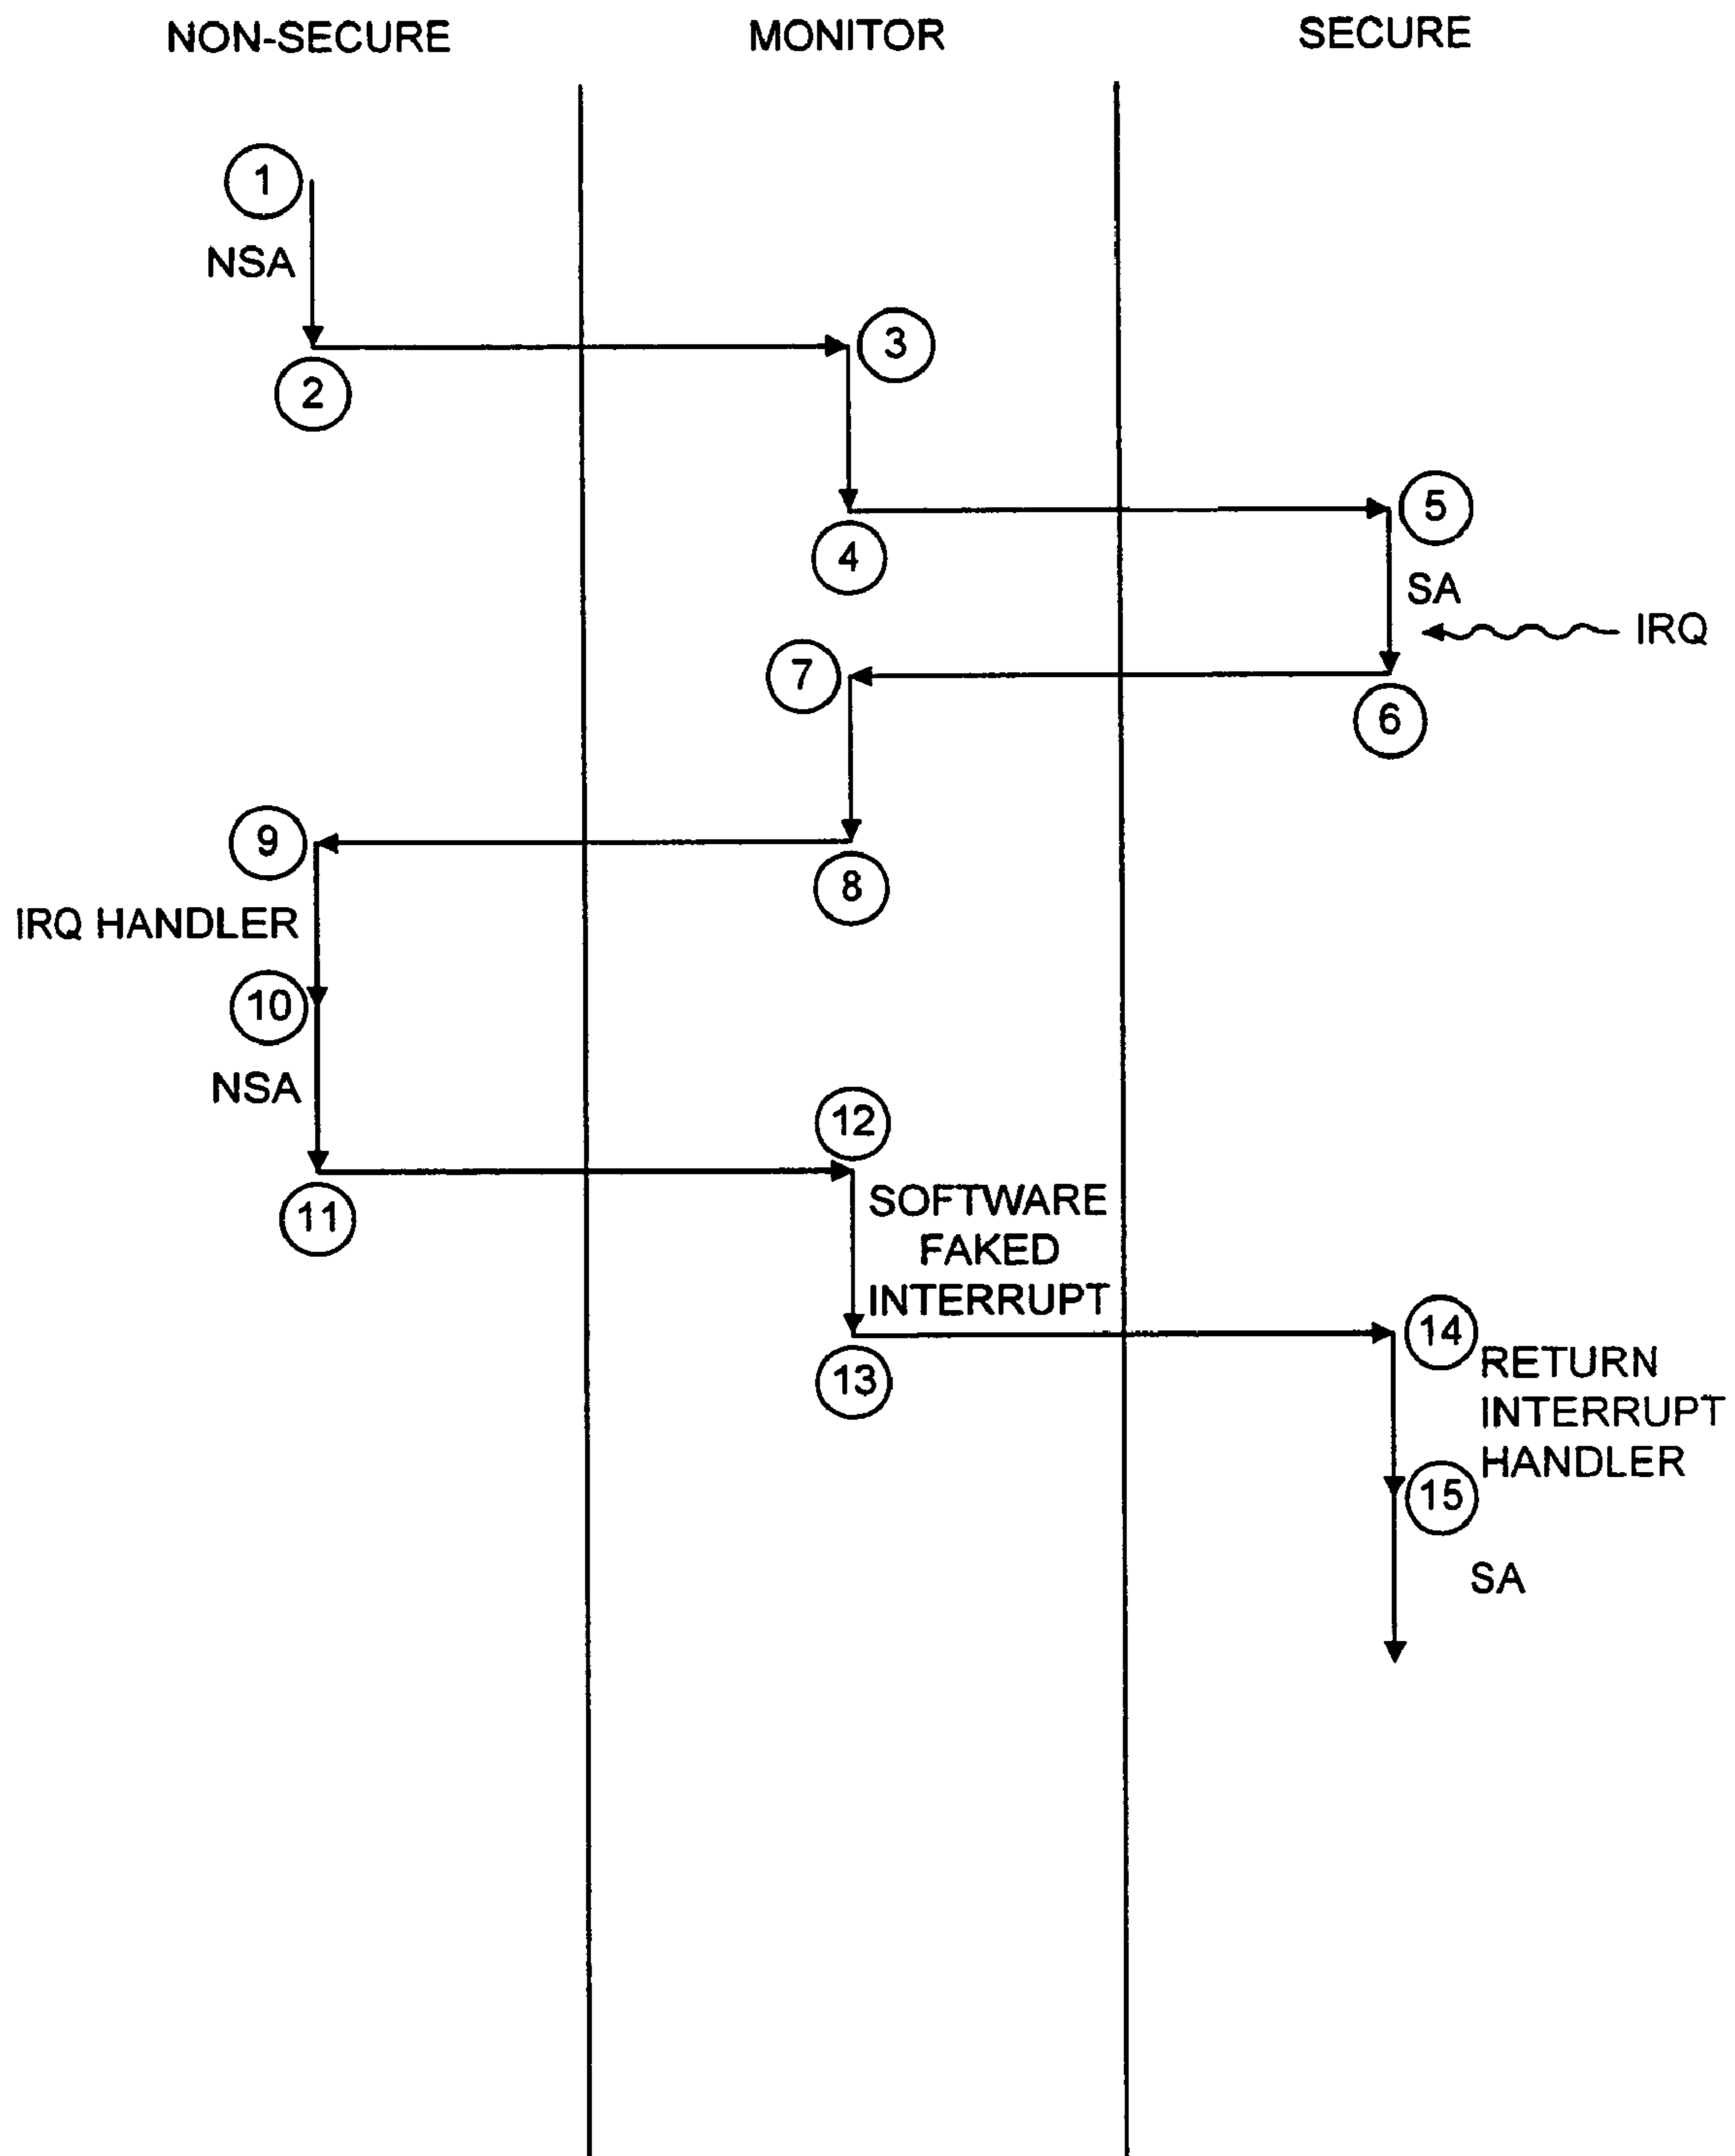 NON-SECURE MONITOR SECURE
1
NSA
2
3
4
5
SA
IRQ
6
7
8
9
IRQ HANDLER
10
NSA
11
12
SOFTWARE
FAKED
INTERRUPT
13
14
RETURN
INTERRUPT
HANDLER
15
SA